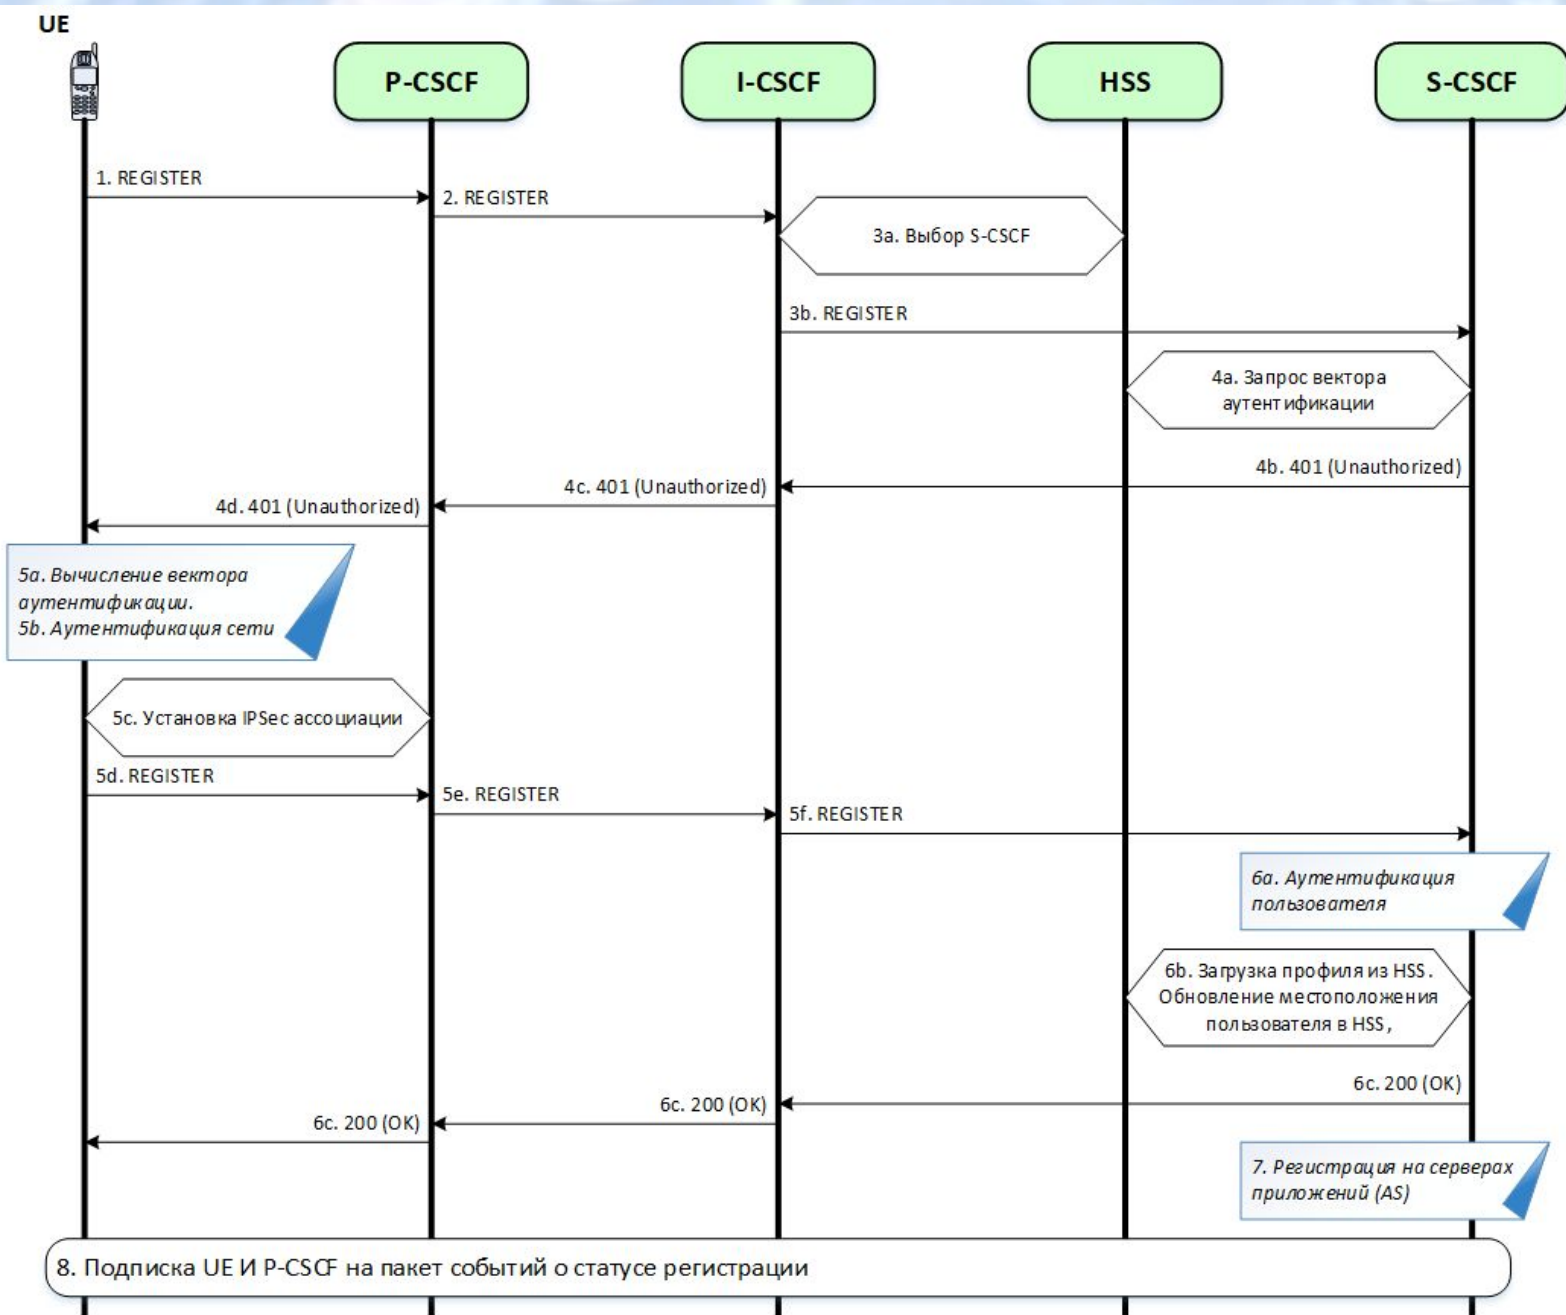 UE
P-CSCF
I-CSCF
HSS
S-CSCF
1. REGISTER
2. REGISTER
3a. Выбор S-CSCF
3b. REGISTER
4a. Запрос вектора
аутентификации
4b. 401 (Unauthorized)
4c. 401 (Unauthorized)
4d. 401 (Unauthorized)
5a. Вычисление вектора
аутентификации.
5b. Аутентификация сети
5c. Установка IPSec ассоциации
5d. REGISTER
5e. REGISTER
5f. REGISTER
6a. Аутентификация
пользователя
6b. Загрузка профиля из HSS.
Обновление местоположения
пользователя в HSS,
6c. 200 (OK)
6c. 200 (OK)
6c. 200 (OK)
7. Регистрация на серверах
приложений (AS)
8. Подписка UE И P-CSCF на пакет событий о статусе регистрации